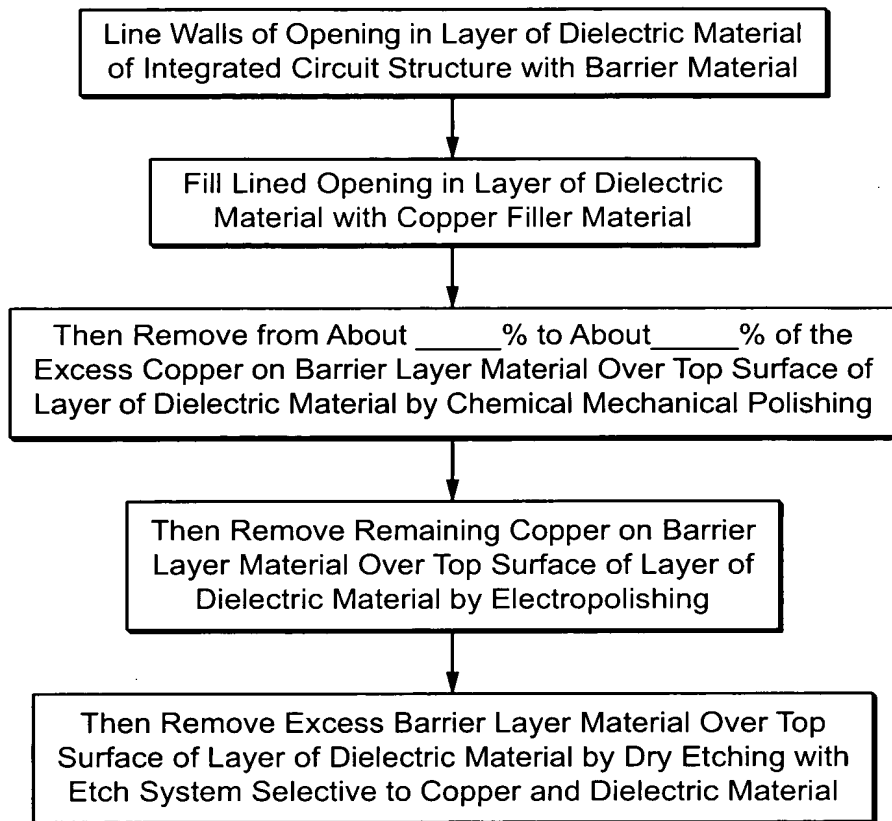 Line Walls of Opening in Layer of Dielectric Material
of Integrated Circuit Structure with Barrier Material
Fill Lined Opening in Layer of Dielectric
Material with Copper Filler Material
Then Remove from About _____% to About_____% of the
Excess Copper on Barrier Layer Material Over Top Surface of
Layer of Dielectric Material by Chemical Mechanical Polishing
Then Remove Remaining Copper on Barrier
Layer Material Over Top Surface of Layer of
Dielectric Material by Electropolishing
Then Remove Excess Barrier Layer Material Over Top
Surface of Layer of Dielectric Material by Dry Etching with
Etch System Selective to Copper and Dielectric Material